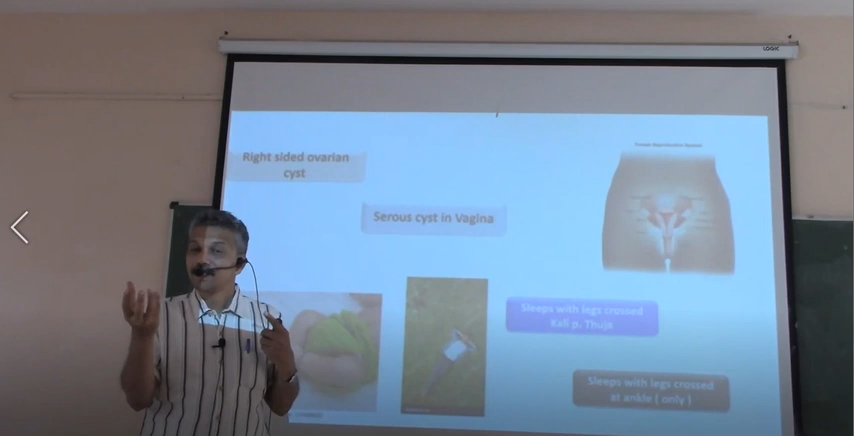 LOGIC
Right sided ovarian
cyst
Serous cyst in Vagina
Sleeps with legs crossed
Kali p. Thuja
Sleeps with legs crossed
at ankle ( only )